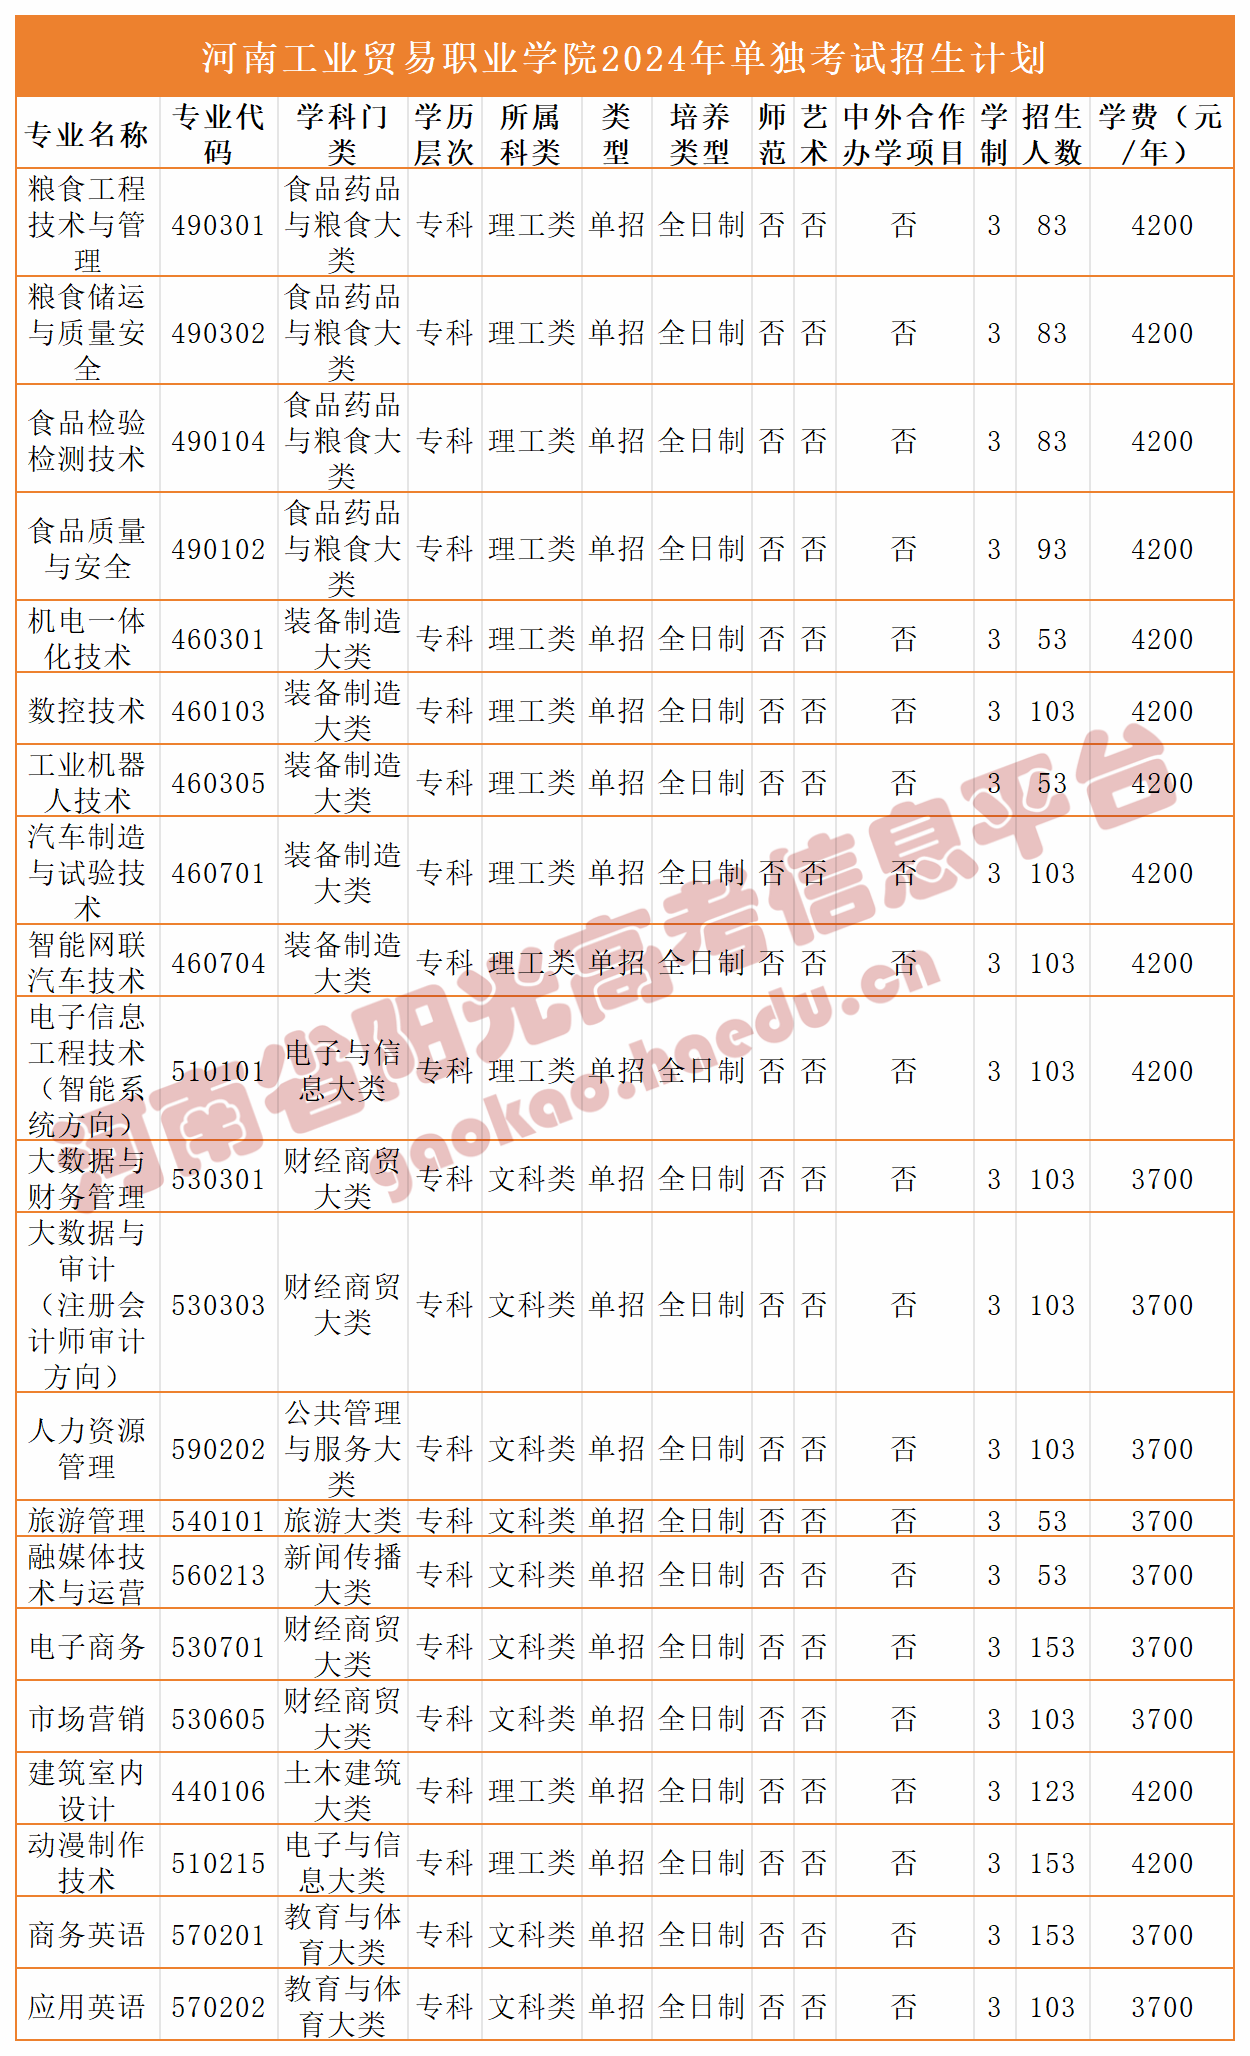 河南工业贸易职业学院2024年单独考试招生计划
专业名称 专业代码 学科门类 学历层次 所属科类 类型 培养类型 师范 艺术 中外合作办学项目 学制 招生人数 学费（元/年）
粮食工程技术与管理 490301 食品药品与粮食大类 专科 理工类 单招 全日制 否 否 否 3 83 4200
粮食储运与质量安全 490302 食品药品与粮食大类 专科 理工类 单招 全日制 否 否 否 3 83 4200
食品检验检测技术 490104 食品药品与粮食大类 专科 理工类 单招 全日制 否 否 否 3 83 4200
食品质量与安全 490102 食品药品与粮食大类 专科 理工类 单招 全日制 否 否 否 3 93 4200
机电一体化技术 460301 装备制造大类 专科 理工类 单招 全日制 否 否 否 3 53 4200
数控技术 460103 装备制造大类 专科 理工类 单招 全日制 否 否 否 3 103 4200
工业机器人技术 460305 装备制造大类 专科 理工类 单招 全日制 否 否 否 3 53 4200
汽车制造与试验技术 460701 装备制造大类 专科 理工类 单招 全日制 否 否 否 3 103 4200
智能网联汽车技术 460704 装备制造大类 专科 理工类 单招 全日制 否 否 否 3 103 4200
电子信息工程技术（智能系统方向） 510101 电子与信息大类 专科 理工类 单招 全日制 否 否 否 3 103 4200
大数据与财务管理 530301 财经商贸大类 专科 文科类 单招 全日制 否 否 否 3 103 3700
大数据与审计（注册会计师审计方向） 530303 财经商贸大类 专科 文科类 单招 全日制 否 否 否 3 103 3700
人力资源管理 590202 公共管理与服务大类 专科 文科类 单招 全日制 否 否 否 3 103 3700
旅游管理 540101 旅游大类 专科 文科类 单招 全日制 否 否 否 3 53 3700
融媒体技术与运营 560213 新闻传播大类 专科 文科类 单招 全日制 否 否 否 3 53 3700
电子商务 530701 财经商贸大类 专科 文科类 单招 全日制 否 否 否 3 153 3700
市场营销 530605 财经商贸大类 专科 文科类 单招 全日制 否 否 否 3 103 3700
建筑室内设计 440106 土木建筑大类 专科 理工类 单招 全日制 否 否 否 3 123 4200
动漫制作技术 510215 电子与信息大类 专科 理工类 单招 全日制 否 否 否 3 153 4200
商务英语 570201 教育与体育大类 专科 文科类 单招 全日制 否 否 否 3 153 3700
应用英语 570202 教育与体育大类 专科 文科类 单招 全日制 否 否 否 3 103 3700
河南省阳光高考信息平台
gaokao.haedu.cn